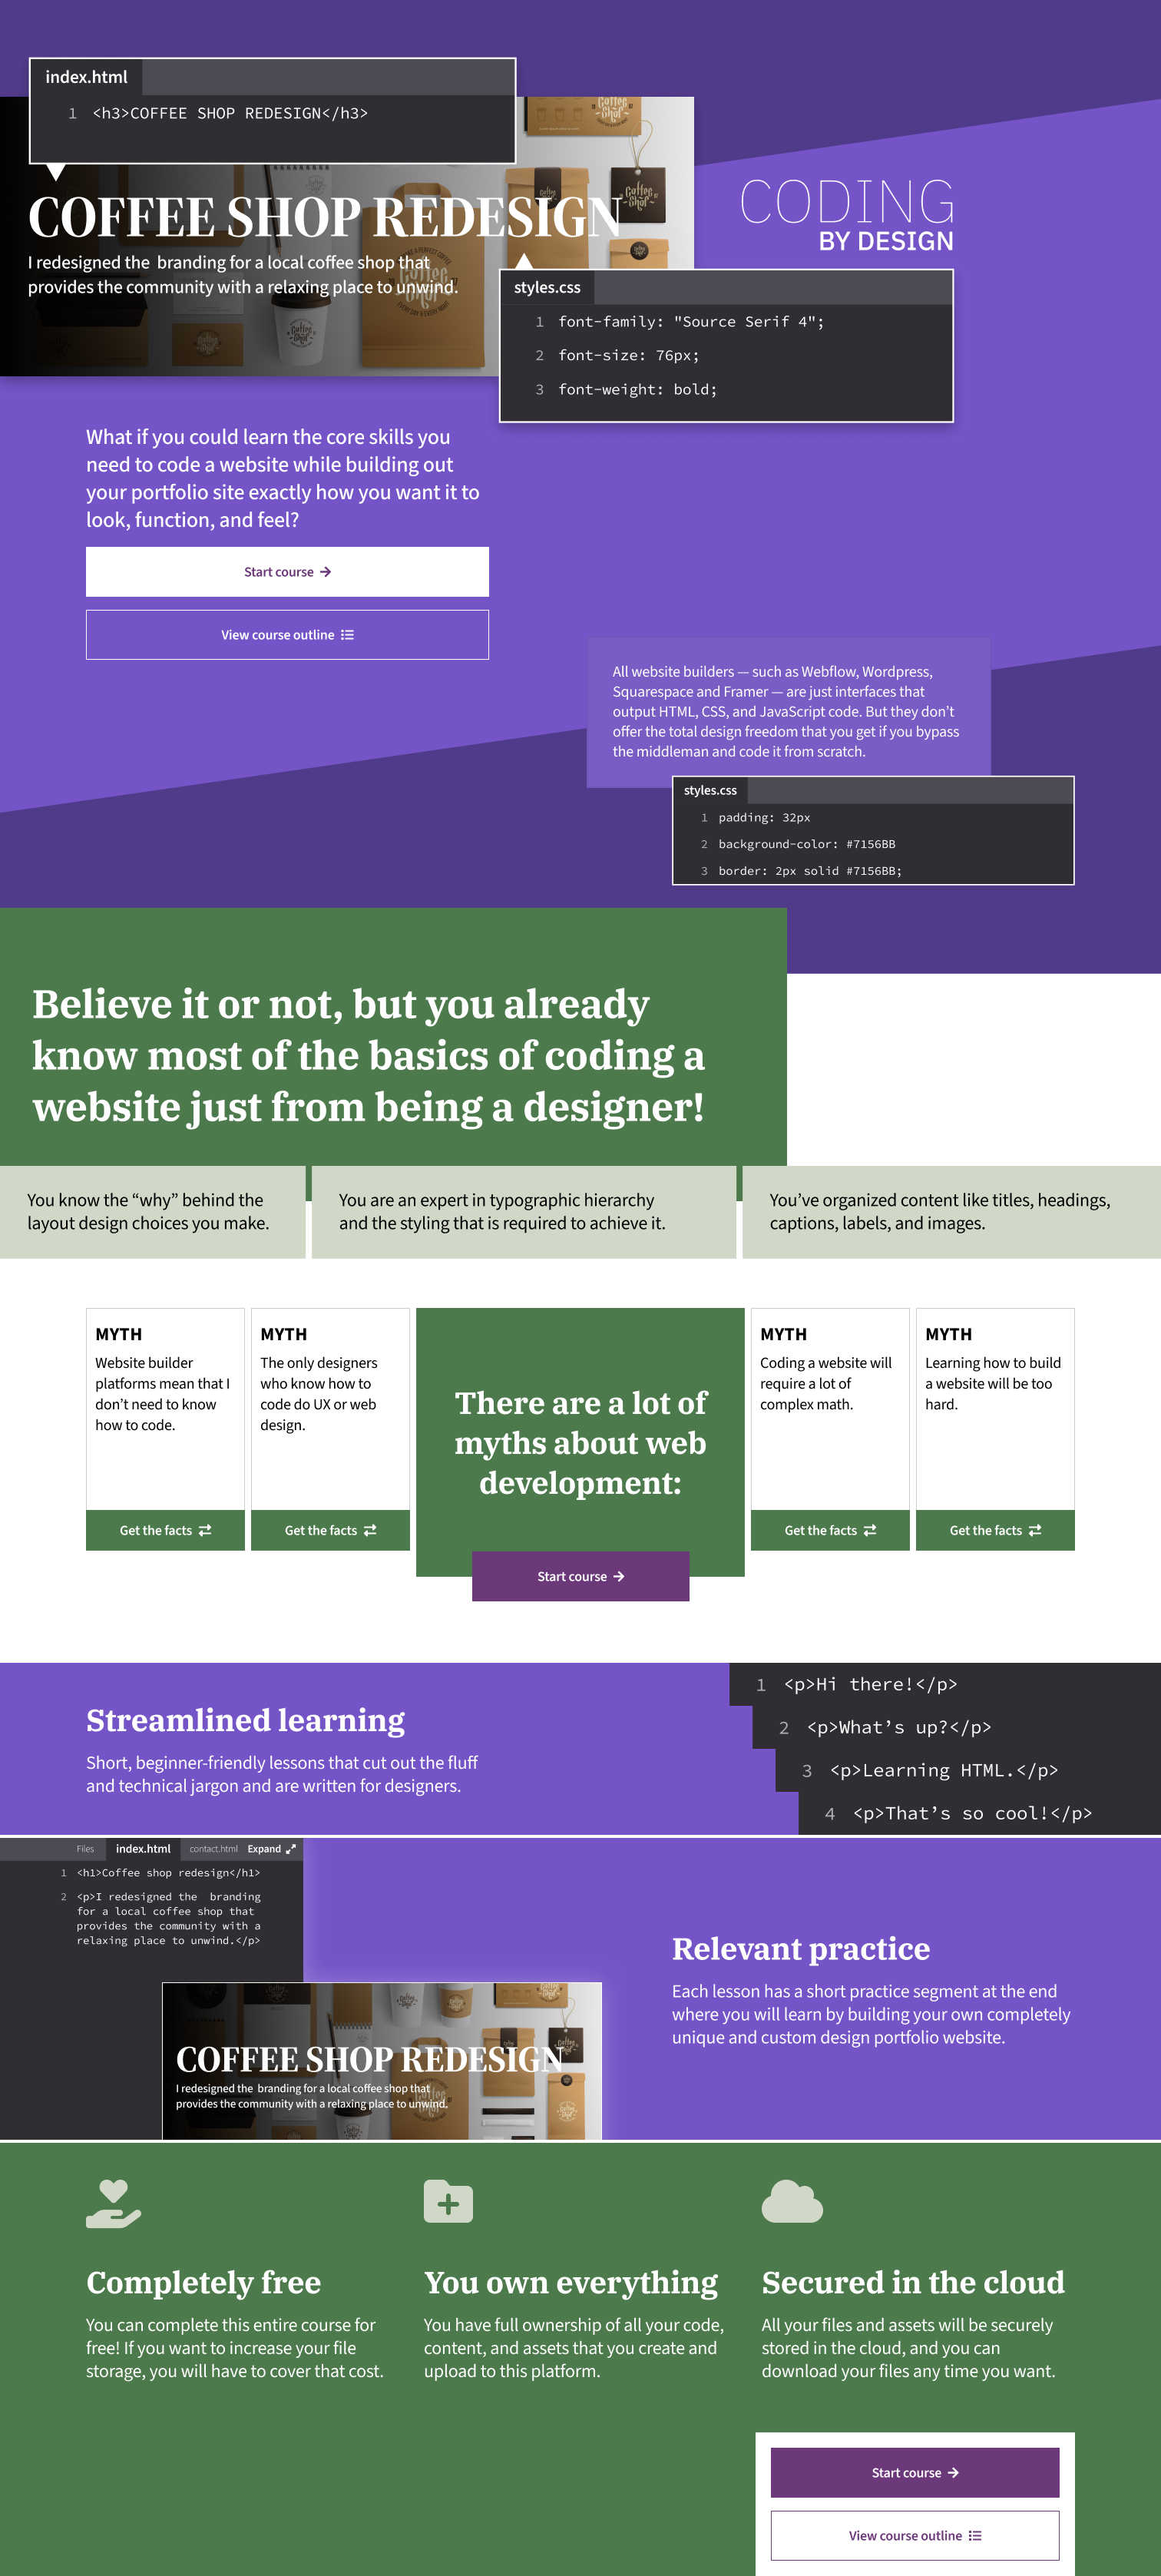 index.html
1 <h3>COFFEE SHOP REDESIGN</h3>
COFFEE SHOP REDESIGN
I redesigned the  branding for a local coffee shop that
provides the community with a relaxing place to unwind.
CODING
BY DESIGN
styles.css
1 font-family: "Source Serif 4";
2 font-size: 76px;
3 font-weight: bold;
What if you could learn the core skills you
need to code a website while building out
your portfolio site exactly how you want it to
look, function, and feel?
Start course
View course outline
All website builders — such as Webflow, Wordpress,
Squarespace and Framer — are just interfaces that
output HTML, CSS, and JavaScript code. But they don’t
offer the total design freedom that you get if you bypass
the middleman and code it from scratch.
styles.css
1 padding: 32px
2 background-color: #7156BB
3 border: 2px solid #7156BB;
Believe it or not, but you already
know most of the basics of coding a
website just from being a designer!
You know the “why” behind the
layout design choices you make.
You are an expert in typographic hierarchy
and the styling that is required to achieve it.
You’ve organized content like titles, headings,
captions, labels, and images.
MYTH
Website builder
platforms mean that I
don’t need to know
how to code.
Get the facts
MYTH
The only designers
who know how to
code do UX or web
design.
Get the facts
There are a lot of
myths about web
development:
Start course
MYTH
Coding a website will
require a lot of
complex math.
Get the facts
MYTH
Learning how to build
a website will be too
hard.
Get the facts
Streamlined learning
Short, beginner-friendly lessons that cut out the fluff
and technical jargon and are written for designers.
1 <p>Hi there!</p>
2 <p>What’s up?</p>
3 <p>Learning HTML.</p>
4 <p>That’s so cool!</p>
Files index.html contact.html Expand
1 <h1>Coffee shop redesign</h1>
2 <p>I redesigned the  branding
for a local coffee shop that
provides the community with a
relaxing place to unwind.</p>
COFFEE SHOP REDESIGN
I redesigned the  branding for a local coffee shop that
provides the community with a relaxing place to unwind.
Relevant practice
Each lesson has a short practice segment at the end
where you will learn by building your own completely
unique and custom design portfolio website.
Completely free
You can complete this entire course for
free! If you want to increase your file
storage, you will have to cover that cost.
You own everything
You have full ownership of all your code,
content, and assets that you create and
upload to this platform.
Secured in the cloud
All your files and assets will be securely
stored in the cloud, and you can
download your files any time you want.
Start course
View course outline